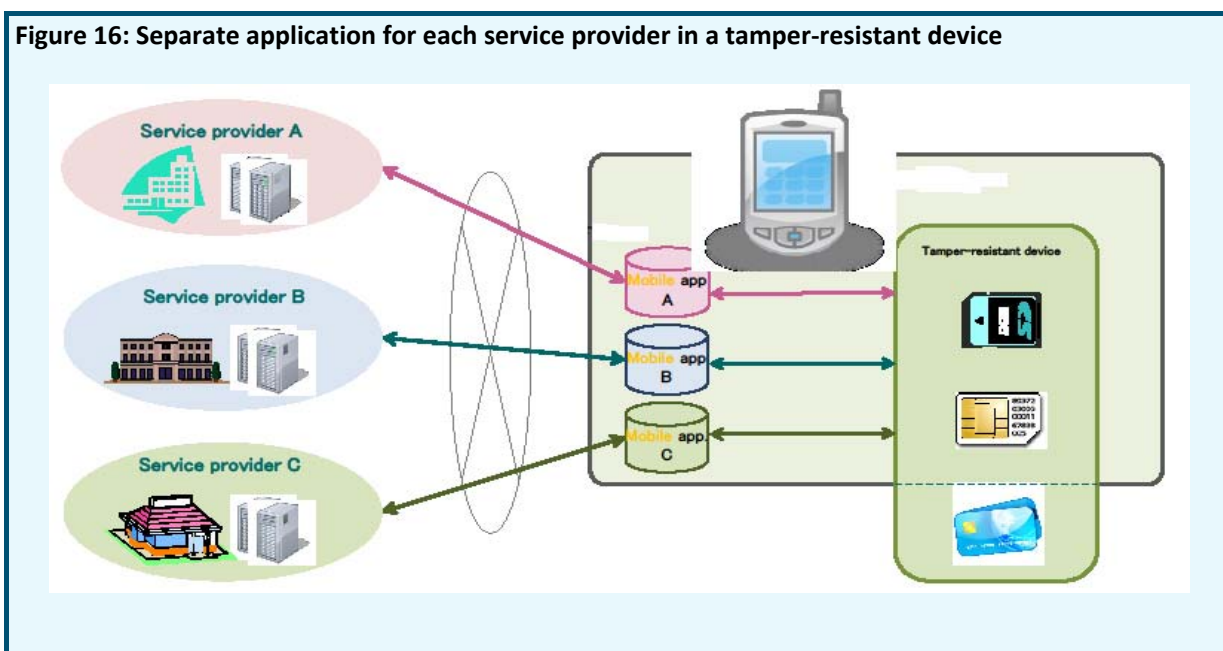 Figure 16: Separate application for each service provider in a tamper-resistant device
Service provider A
Service provider B
Service provider C
Mobile app
A
Mobile app
B
Mobile app.
C
Tamper-resistant device